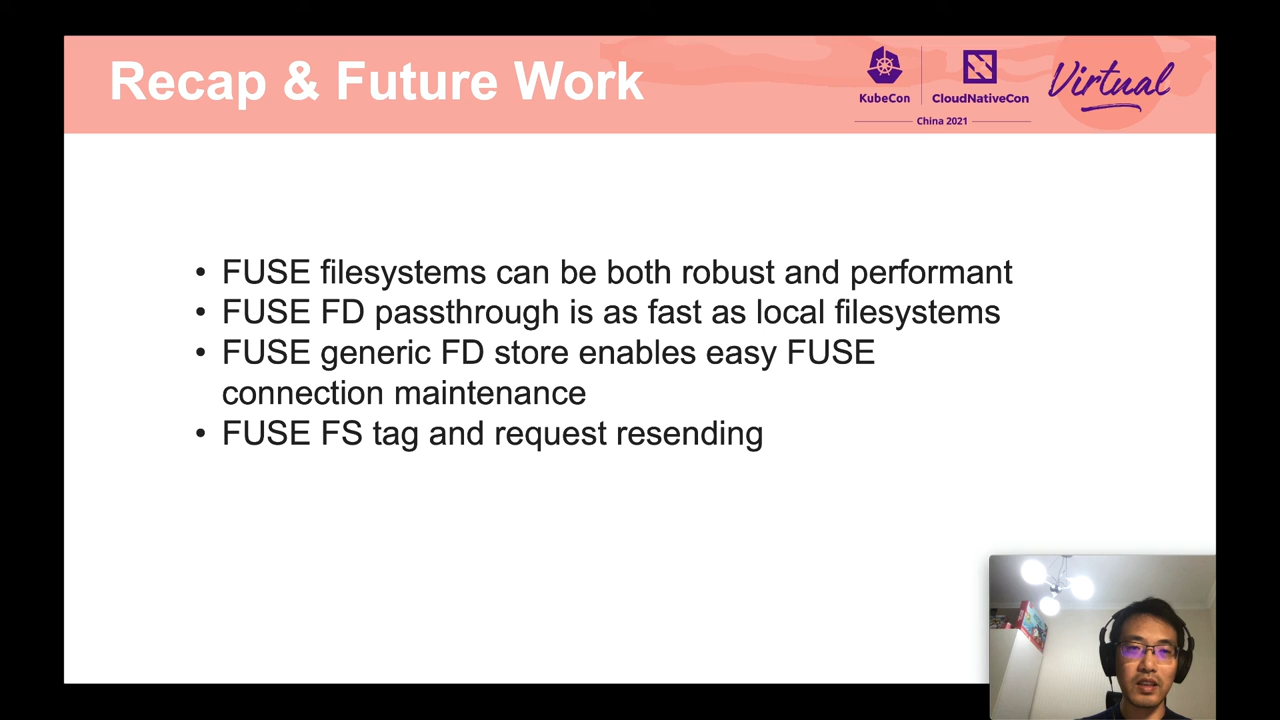 Recap & Future Work
KubeCon
CloudNativeCon
China 2021
Virtual
• FUSE filesystems can be both robust and performant
• FUSE FD passthrough is as fast as local filesystems
• FUSE generic FD store enables easy FUSE
connection maintenance
• FUSE FS tag and request resending